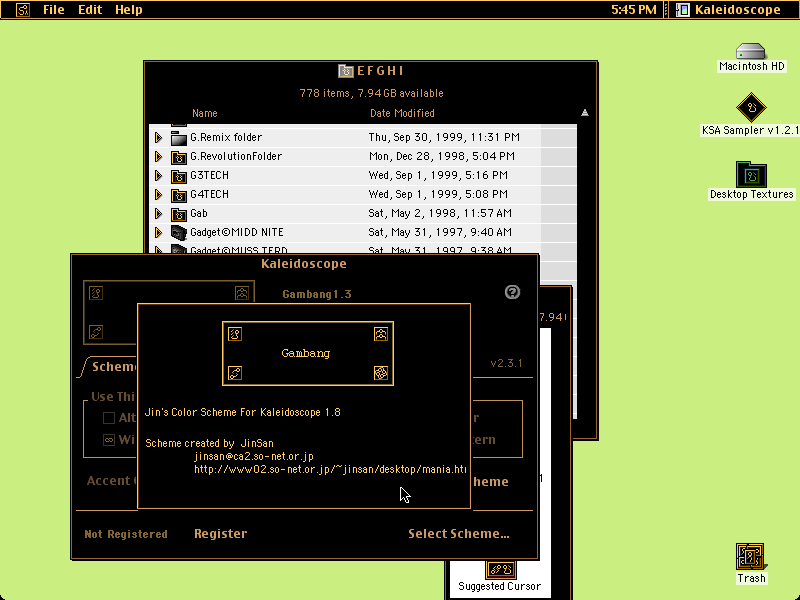 File Edit Help
5:45 PM
Kaleidoscope
Macintosh HD
KSA Sampler v1.2.1
Desktop Textures
E F G H I
778 items, 7.94 GB available
Name
Date Modified
G.Remix folder
Thu, Sep 30, 1999, 11:31 PM
G.RevolutionFolder
Mon, Dec 28, 1998, 5:04 PM
G3TECH
Wed, Sep 1, 1999, 5:16 PM
G4TECH
Wed, Sep 1, 1999, 5:08 PM
Gab
Sat, May 2, 1998, 11:57 AM
Gadget©MIDD NITE
Sat, May 31, 1997, 9:40 AM
Gadget©MUSS TERD
Sat, May 31, 1997, 9:38 AM
Kaleidoscope
Gambang1.3
7.94
v2.3.1
Gambang
Jin's Color Scheme For Kaleidoscope 1.8
Scheme created by JinSan
jinsan@ca2.so-net.or.jp
http://www02.so-net.or.jp/~jinsan/desktop/mania.ht
Schem
Use Thi
Alt
Wi
r
tern
Accent
heme
Not Registered
Register
Select Scheme...
Suggested Cursor
Trash